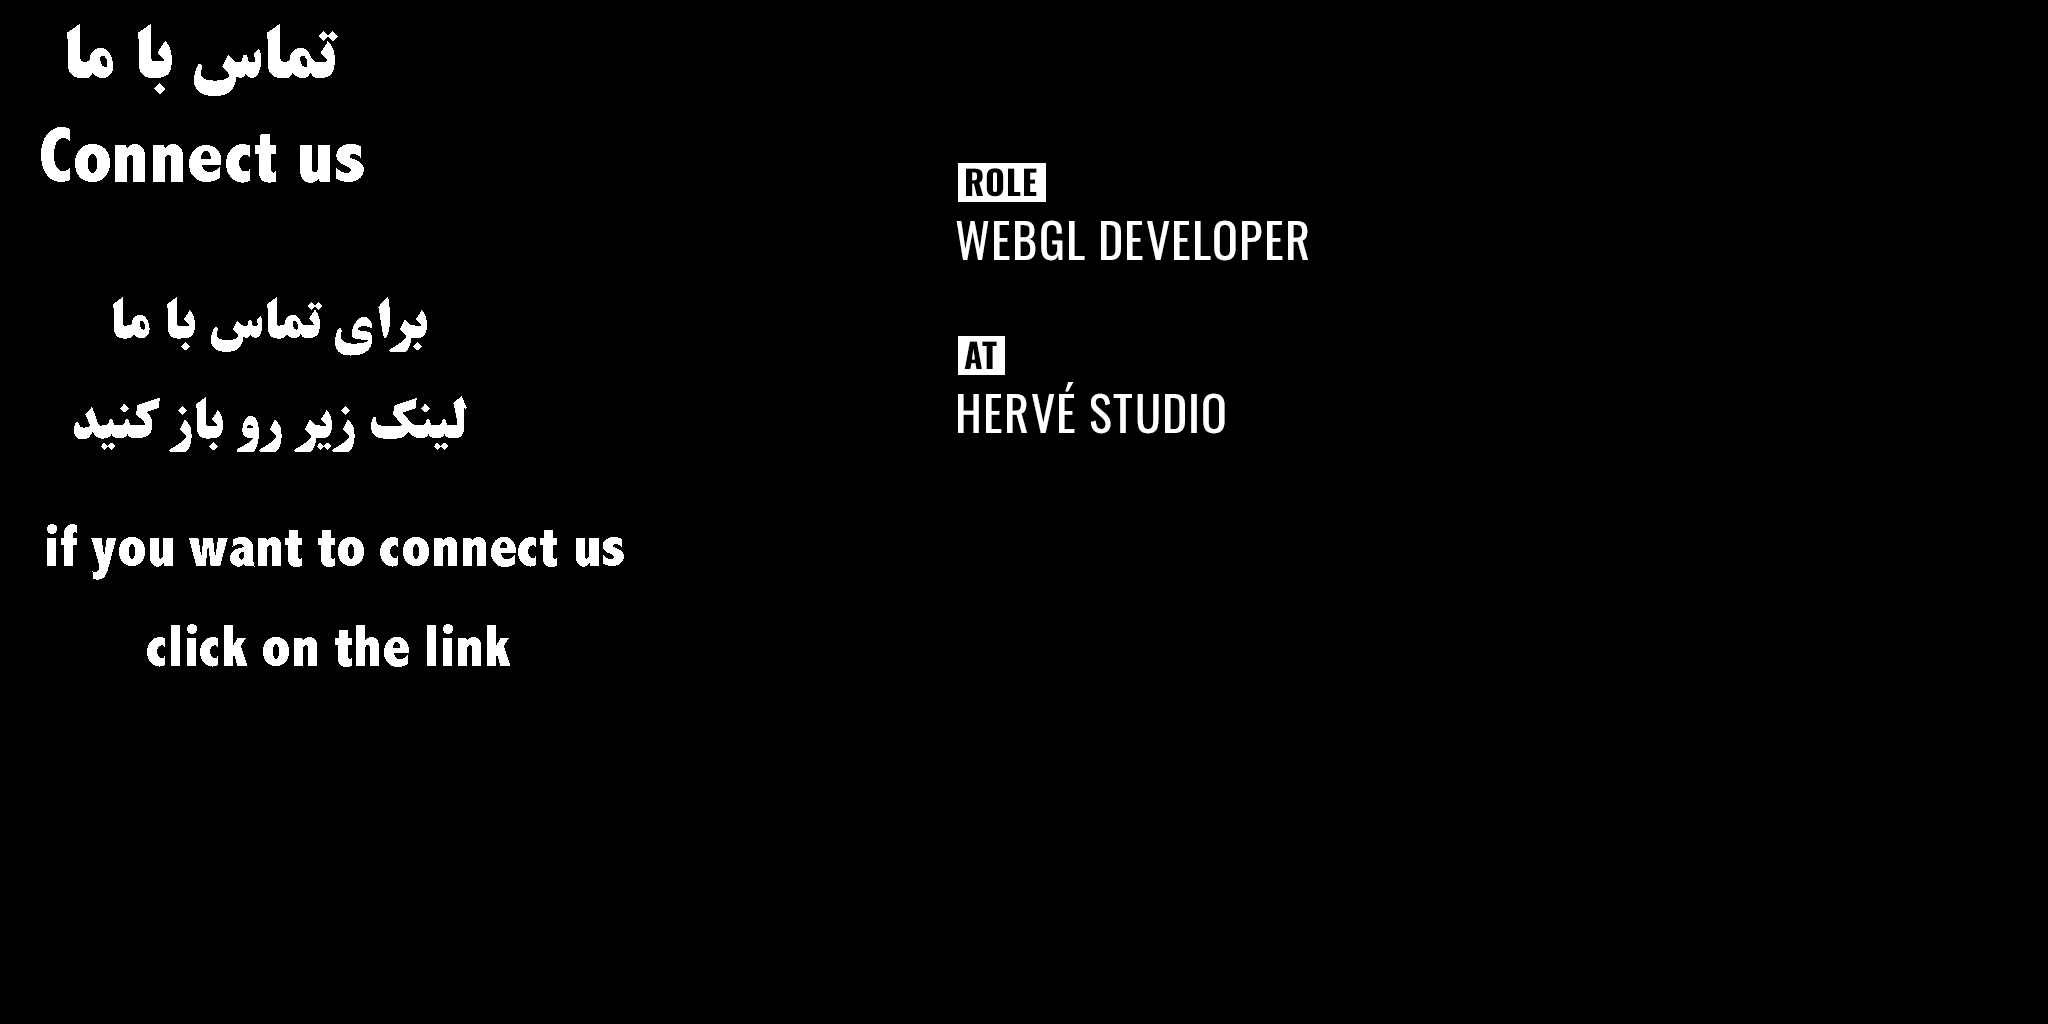 تماس با ما
Connect us
برای تماس با ما
لینک زیر رو باز کنید
if you want to connect us
click on the link
ROLE
WEBGL DEVELOPER
AT
HERVÉ STUDIO